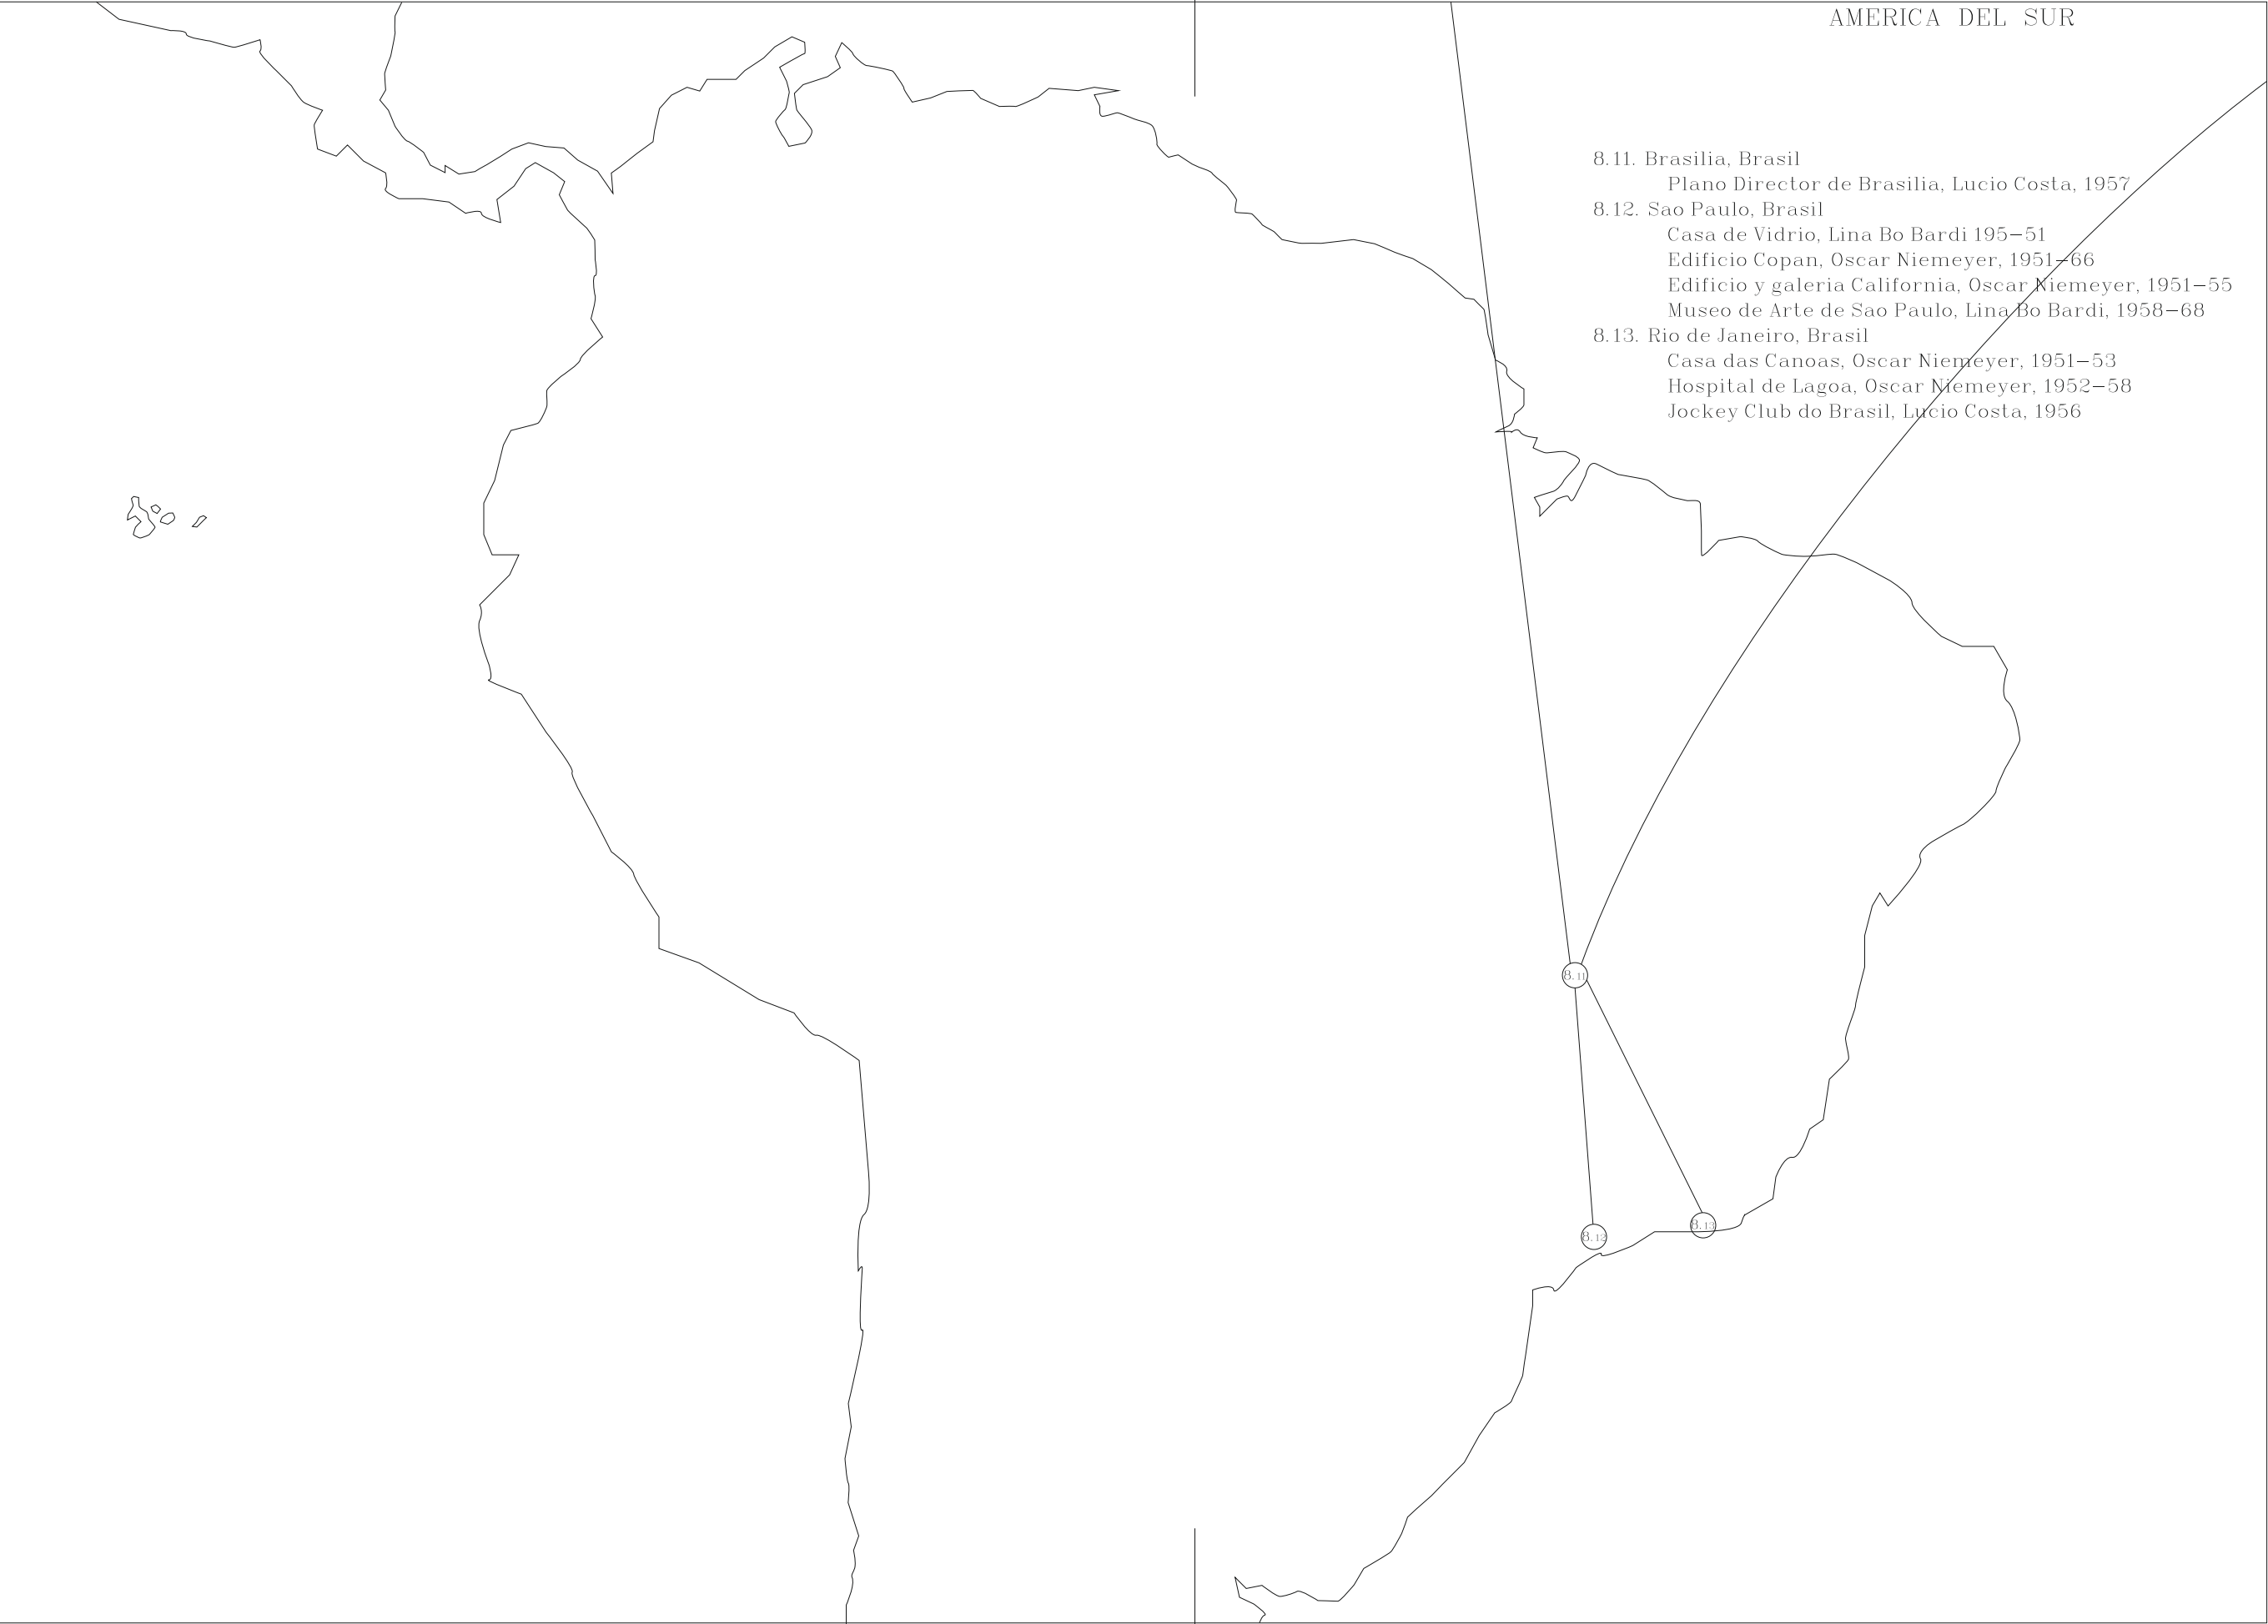 AMERICA DEL SUR
8.11. Brasilia, Brasil
Plano Director de Brasilia, Lucio Costa, 1957
8.12. Sao Paulo, Brasil
Casa de Vidrio, Lina Bo Bardi 195-51
Edificio Copan, Oscar Niemeyer, 1951-66
Edificio y galeria California, Oscar Niemeyer, 1951-55
Museo de Arte de Sao Paulo, Lina Bo Bardi, 1958-68
8.13. Rio de Janeiro, Brasil
Casa das Canoas, Oscar Niemeyer, 1951-53
Hospital de Lagoa, Oscar Niemeyer, 1952-58
Jockey Club do Brasil, Lucio Costa, 1956
8.11
8.13
8.12